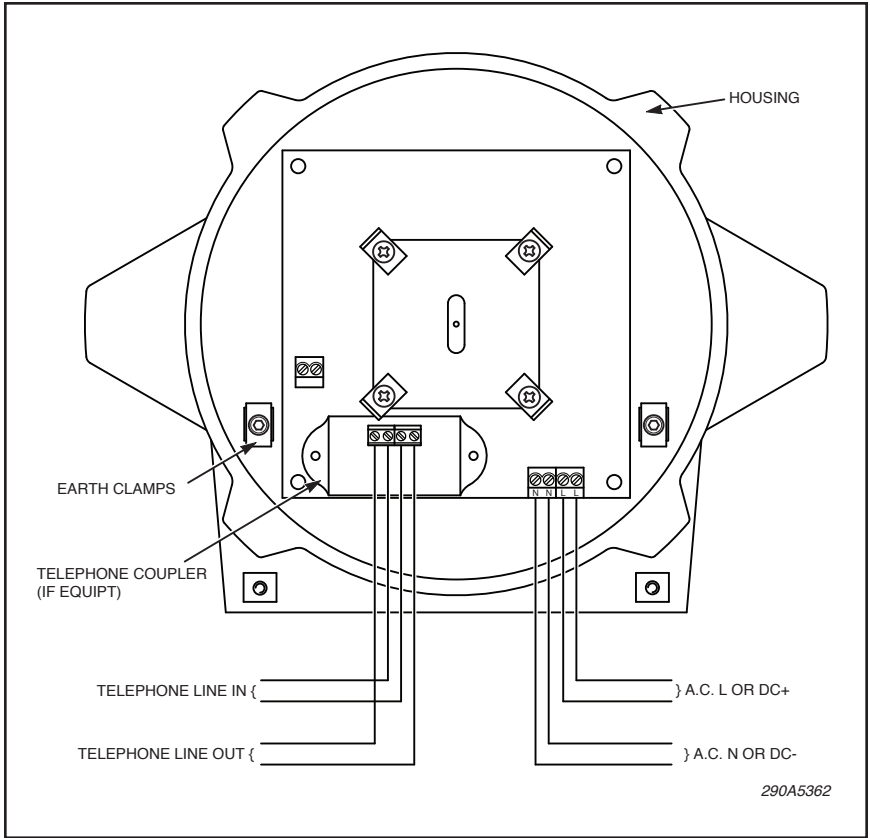 HOUSING
EARTH CLAMPS
N N L L
TELEPHONE COUPLER
(IF EQUIPT)
TELEPHONE LINE IN {
} A.C. L OR DC+
TELEPHONE LINE OUT {
} A.C. N OR DC-
290A5362